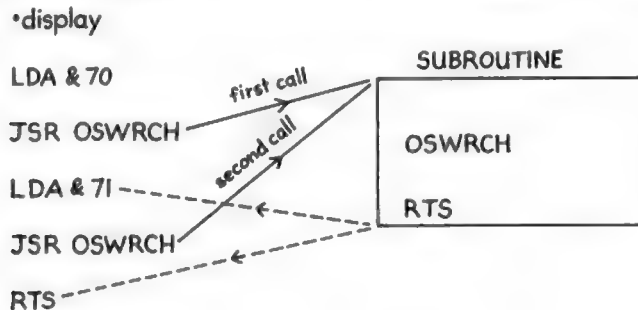 •display
LDA & 70
JSR OSWRCH
LDA & 71
JSR OSWRCH
RTS
first call
second call
SUBROUTINE
OSWRCH
RTS